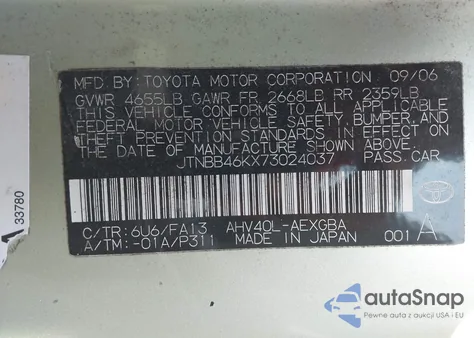 MFD. BY: TOYOTA MOTOR CORPORATION 09/06
GVWR 4655LB GAWR FR 2668LB RR 2359LB
THIS VEHICLE CONFORMS TO ALL APPLICABLE
FEDERAL MOTOR VEHICLE SAFETY, BUMPER, AND
THEFT PREVENTION STANDARDS IN EFFECT ON
THE DATE OF MANUFACTURE SHOWN ABOVE.
JTNBB46KX73024037 PASS. CAR
C/TR: 6U6/FA13 AHV40L-AEXGBA
A/TM: -01A/P311 MADE IN JAPAN 001 A
A 33780
autoSnap
Pewne auta z aukcji USA i EU